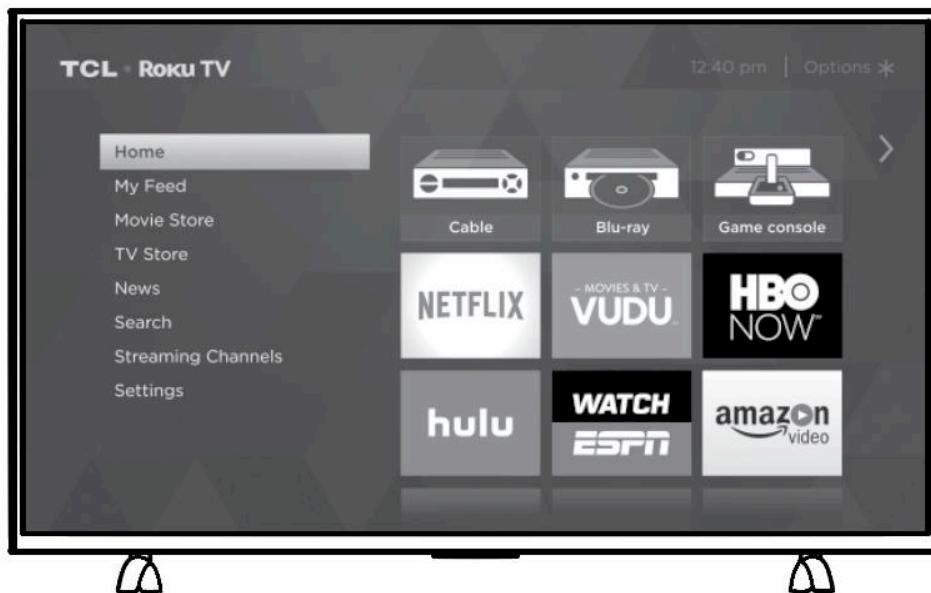 TCL • ROKU TV
12:40 pm | Options *
Home
My Feed
Movie Store
TV Store
News
Search
Streaming Channels
Settings
Cable
Blu-ray
Game console
NETFLIX
- MOVIES & TV -
VUDU
HBO
NOW℠
hulu
WATCH
ESPN
amazon
video